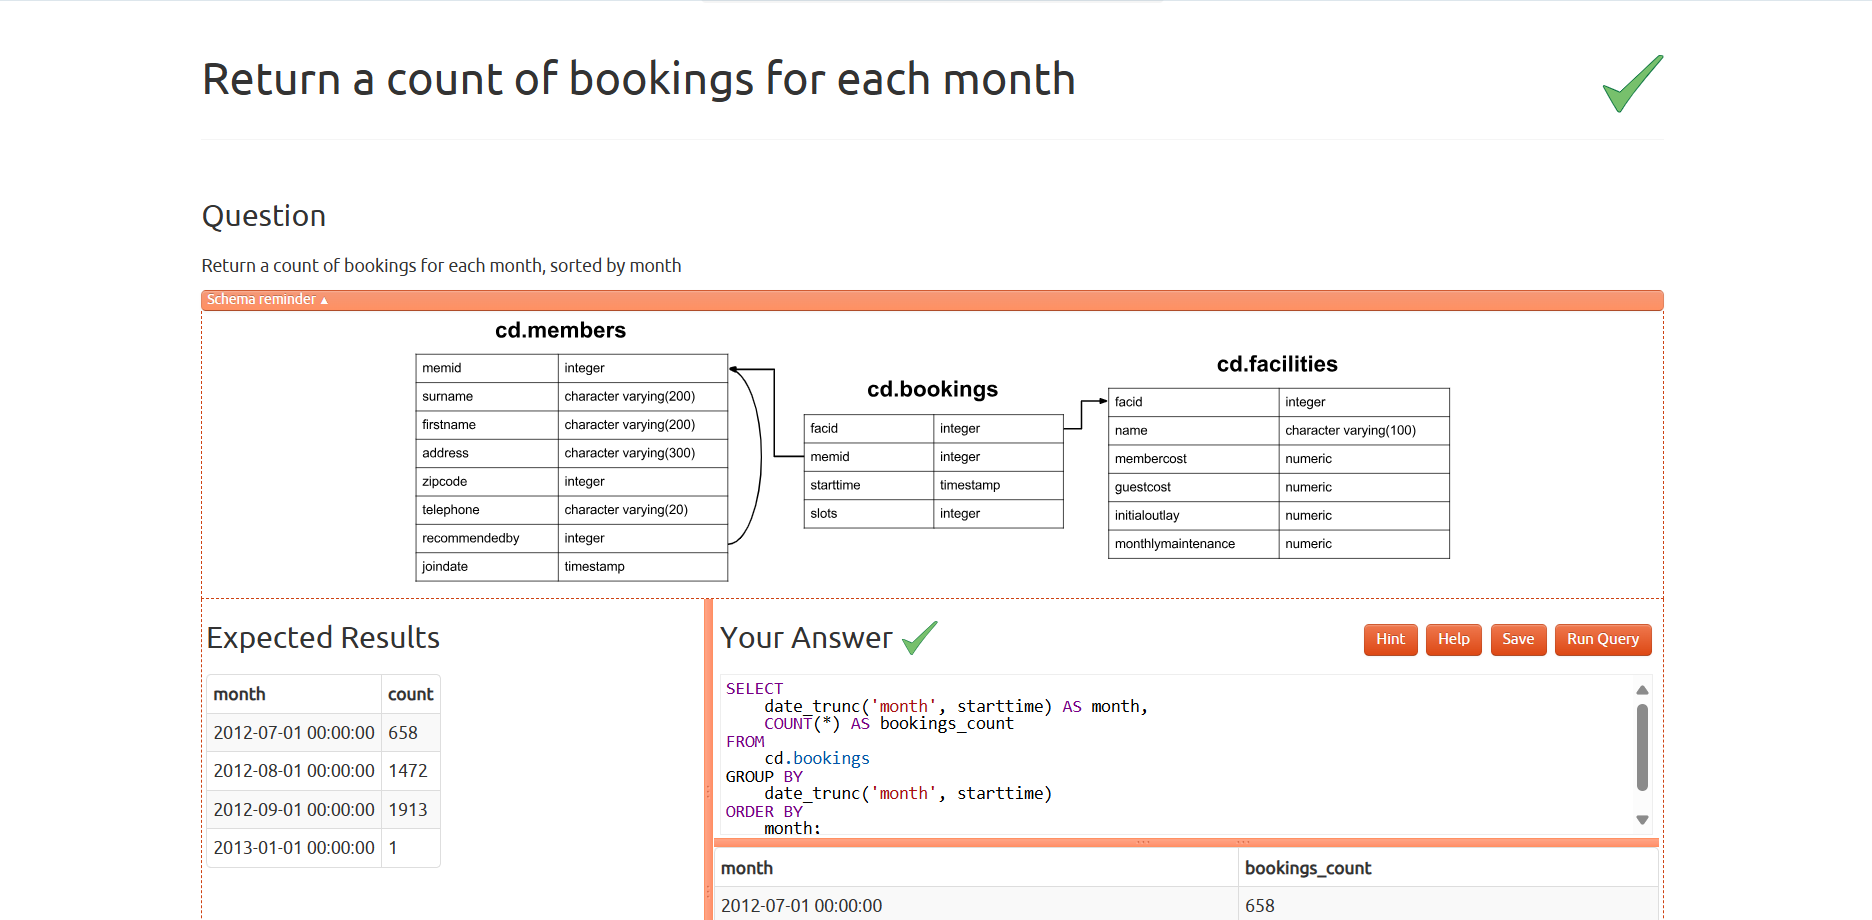 Return a count of bookings for each month
Question
Return a count of bookings for each month, sorted by month
Schema reminder ▲
cd.members
memid integer
surname character varying(200)
firstname character varying(200)
address character varying(300)
zipcode integer
telephone character varying(20)
recommendedby integer
joindate timestamp
cd.bookings
facid integer
memid integer
starttime timestamp
slots integer
cd.facilities
facid integer
name character varying(100)
membercost numeric
guestcost numeric
initialoutlay numeric
monthlymaintenance numeric
Expected Results
month count
2012-07-01 00:00:00 658
2012-08-01 00:00:00 1472
2012-09-01 00:00:00 1913
2013-01-01 00:00:00 1
Your Answer
Hint Help Save Run Query
SELECT
date_trunc('month', starttime) AS month,
COUNT(*) AS bookings_count
FROM
cd.bookings
GROUP BY
date_trunc('month', starttime)
ORDER BY
month;
month bookings_count
2012-07-01 00:00:00 658